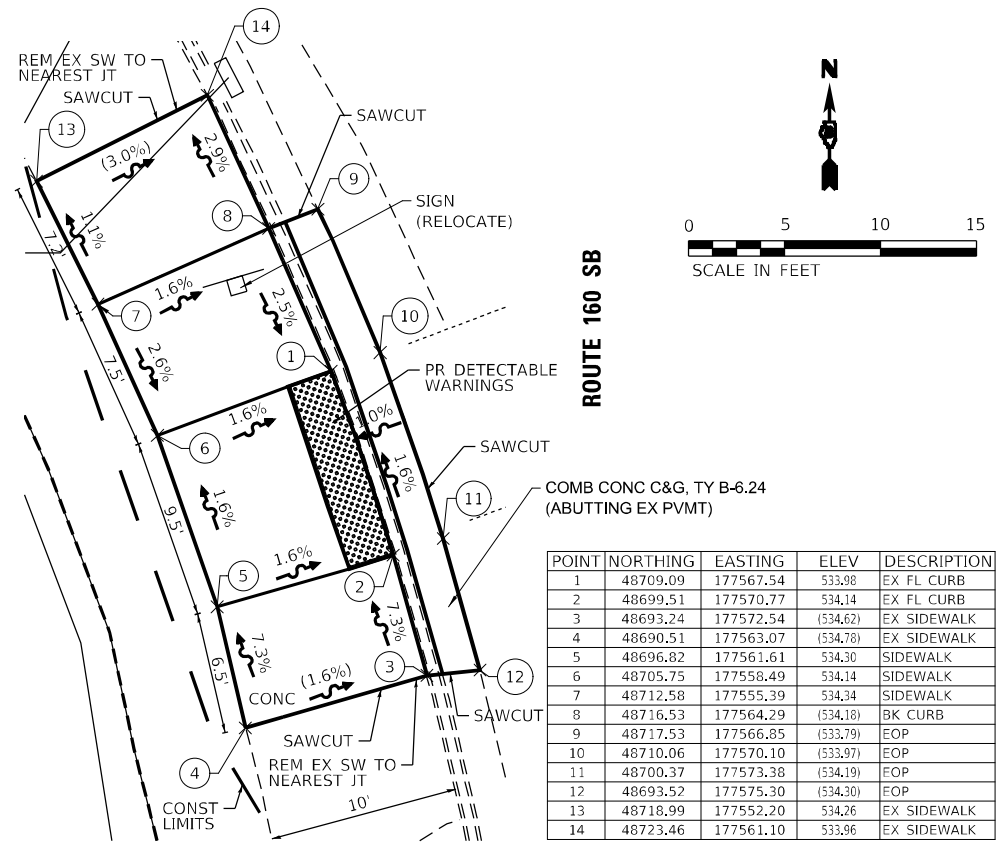 14
REM EX SW TO
NEAREST JT
SAWCUT
13
(3.0%)
2.9%
SAWCUT
9
N
1.1%
7.2'
8
SIGN
(RELOCATE)
0 5 10 15
SCALE IN FEET
ROUTE 160 SB
1.6%
7
2.5%
10
2.6%
7.5'
1
PR DETECTABLE
WARNINGS
1.6%
1.0%
6
SAWCUT
1.6%
11
COMB CONC C&G, TY B-6.24
(ABUTTING EX PVMT)
1.6%
9.5'
1.6%
5
2
7.3%
7.3%
6.5'
3
12
CONC
(1.6%)
SAWCUT
SAWCUT
REM EX SW TO
NEAREST JT
4
CONST
LIMITS
10'
POINT NORTHING EASTING ELEV DESCRIPTION
1 48709.09 177567.54 533.98 EX FL CURB
2 48699.51 177570.77 534.14 EX FL CURB
3 48693.24 177572.54 (534.62) EX SIDEWALK
4 48690.51 177563.07 (534.78) EX SIDEWALK
5 48696.82 177561.61 534.30 SIDEWALK
6 48705.75 177558.49 534.14 SIDEWALK
7 48712.58 177555.39 534.34 SIDEWALK
8 48716.53 177564.29 (534.18) BK CURB
9 48717.53 177566.85 (533.79) EOP
10 48710.06 177570.10 (533.97) EOP
11 48700.37 177573.38 (534.19) EOP
12 48693.52 177575.30 (534.30) EOP
13 48718.99 177552.20 534.26 EX SIDEWALK
14 48723.46 177561.10 533.96 EX SIDEWALK